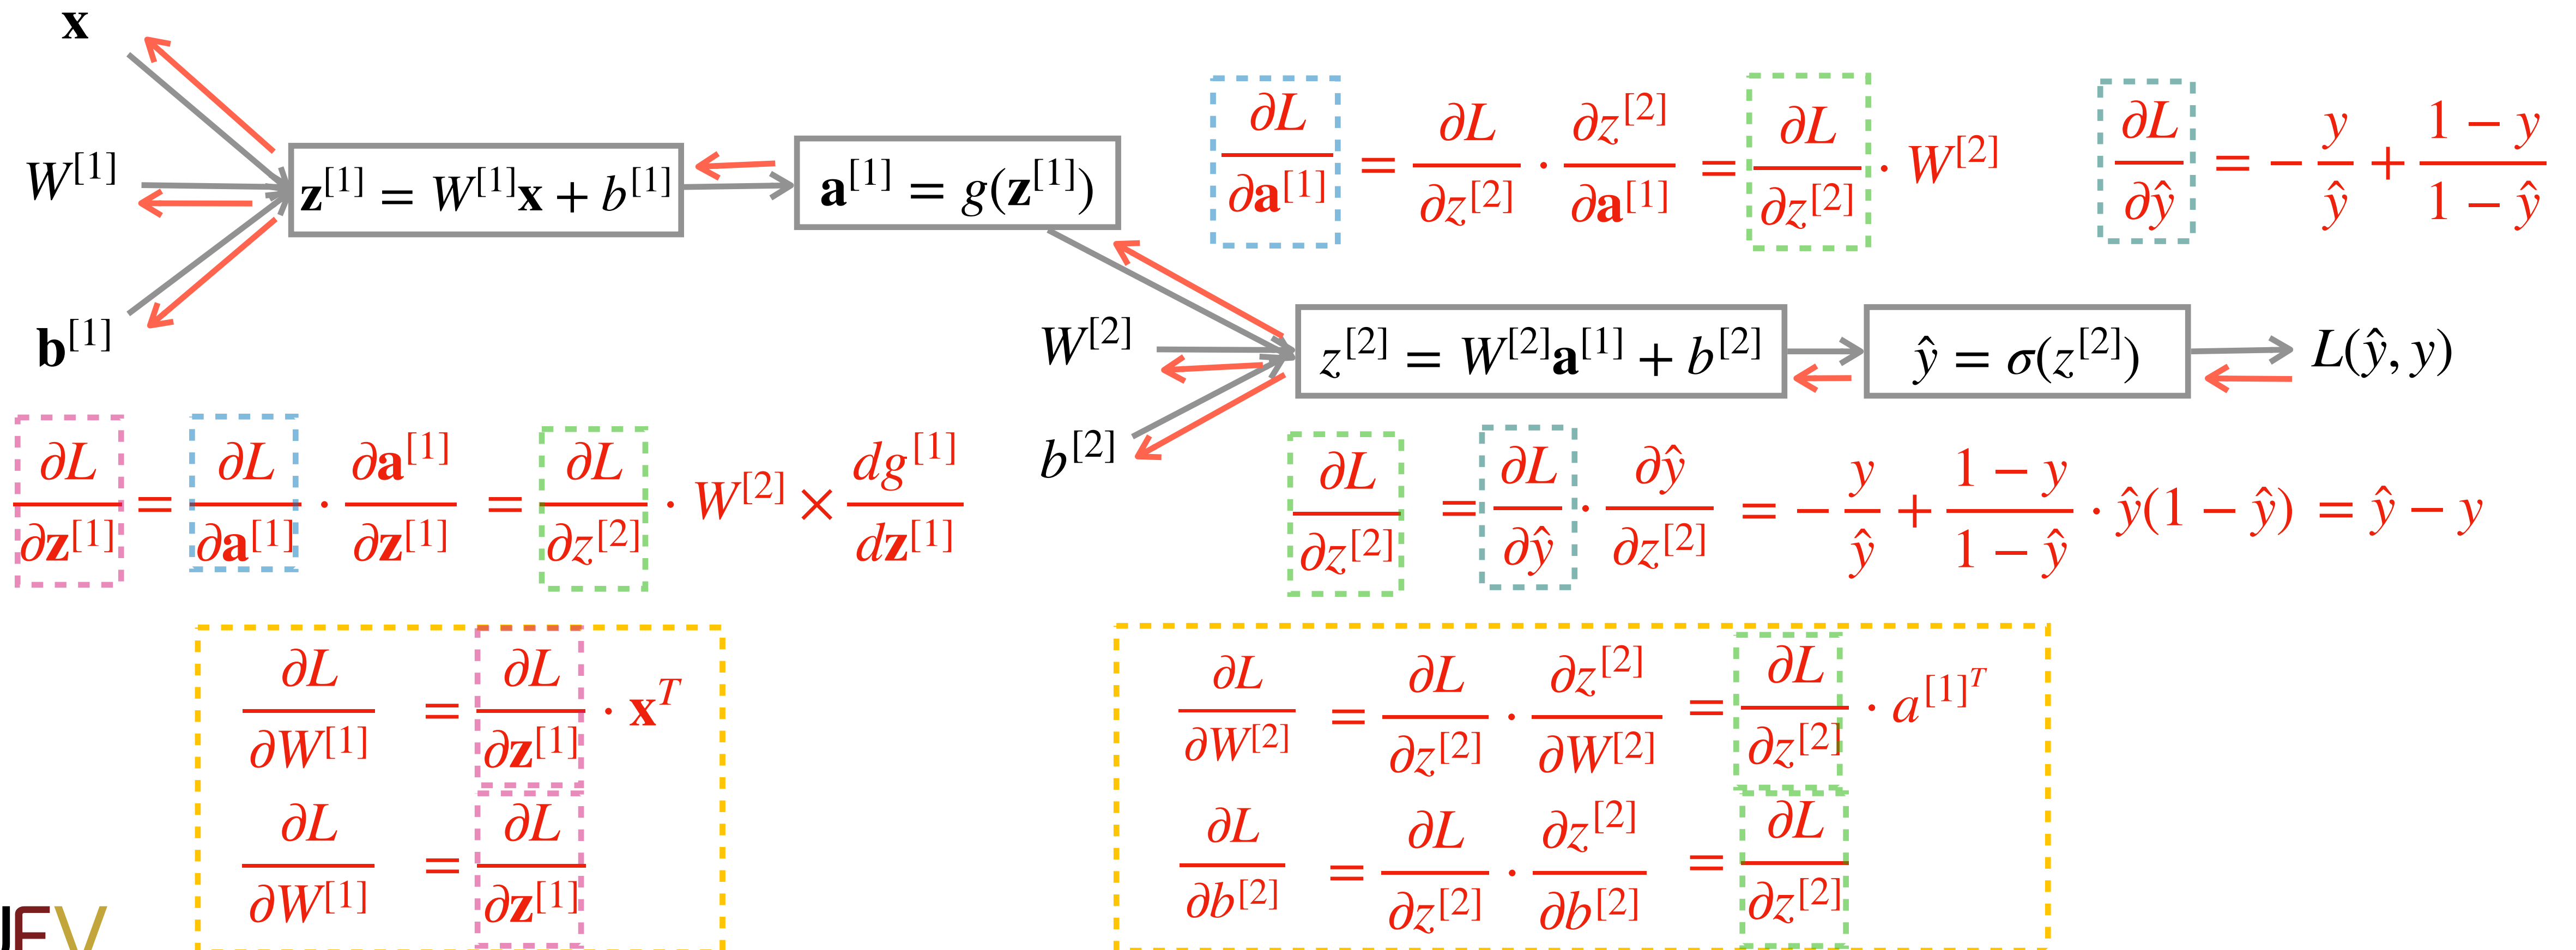 x
W^[1]
b^[1]
z^[1] = W^[1]x + b^[1]
a^[1] = g(z^[1])
∂L/∂a^[1] = ∂L/∂z^[2] · ∂z^[2]/∂a^[1] = ∂L/∂z^[2] · W^[2]
∂L/∂ŷ = − y/ŷ + (1 − y)/(1 − ŷ)
W^[2]
b^[2]
z^[2] = W^[2]a^[1] + b^[2]
ŷ = σ(z^[2])
L(ŷ, y)
∂L/∂z^[1] = ∂L/∂a^[1] · ∂a^[1]/∂z^[1] = ∂L/∂z^[2] · W^[2] × dg^[1]/dz^[1]
∂L/∂z^[2] = ∂L/∂ŷ · ∂ŷ/∂z^[2] = − y/ŷ + (1 − y)/(1 − ŷ) · ŷ(1 − ŷ) = ŷ − y
∂L/∂W^[1] = ∂L/∂z^[1] · x^T
∂L/∂W^[1] = ∂L/∂z^[1]
∂L/∂W^[2] = ∂L/∂z^[2] · ∂z^[2]/∂W^[2] = ∂L/∂z^[2] · a^[1]^T
∂L/∂b^[2] = ∂L/∂z^[2] · ∂z^[2]/∂b^[2] = ∂L/∂z^[2]